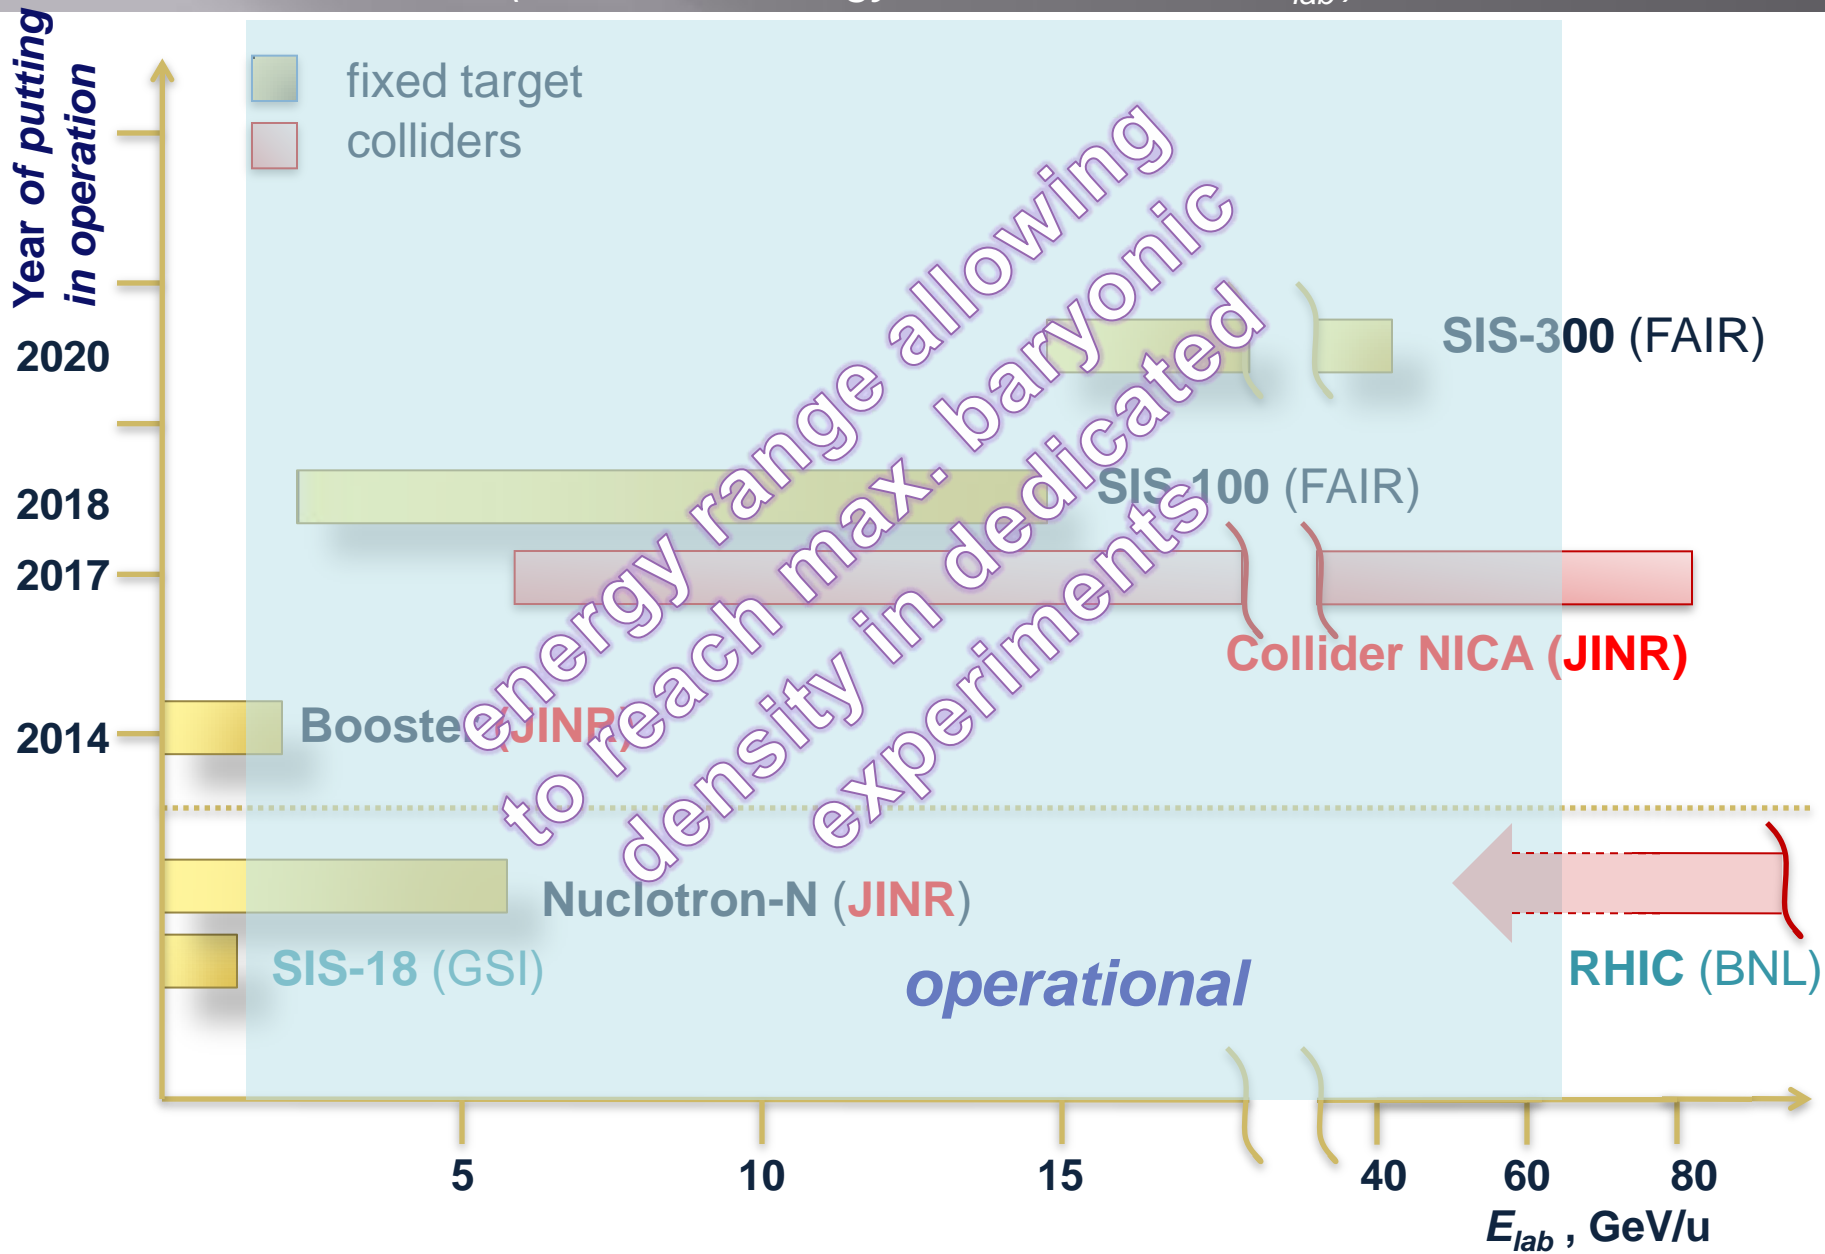 lab
Year of putting
in operation
fixed target
colliders
energy range allowing
to reach max. baryonic
density in dedicated
experiments
2020
SIS-300 (FAIR)
2018
SIS-100 (FAIR)
2017
Collider NICA (JINR)
2014
Booster (JINR)
Nuclotron-N (JINR)
SIS-18 (GSI)
operational
RHIC (BNL)
5 10 15 40 60 80
Elab , GeV/u